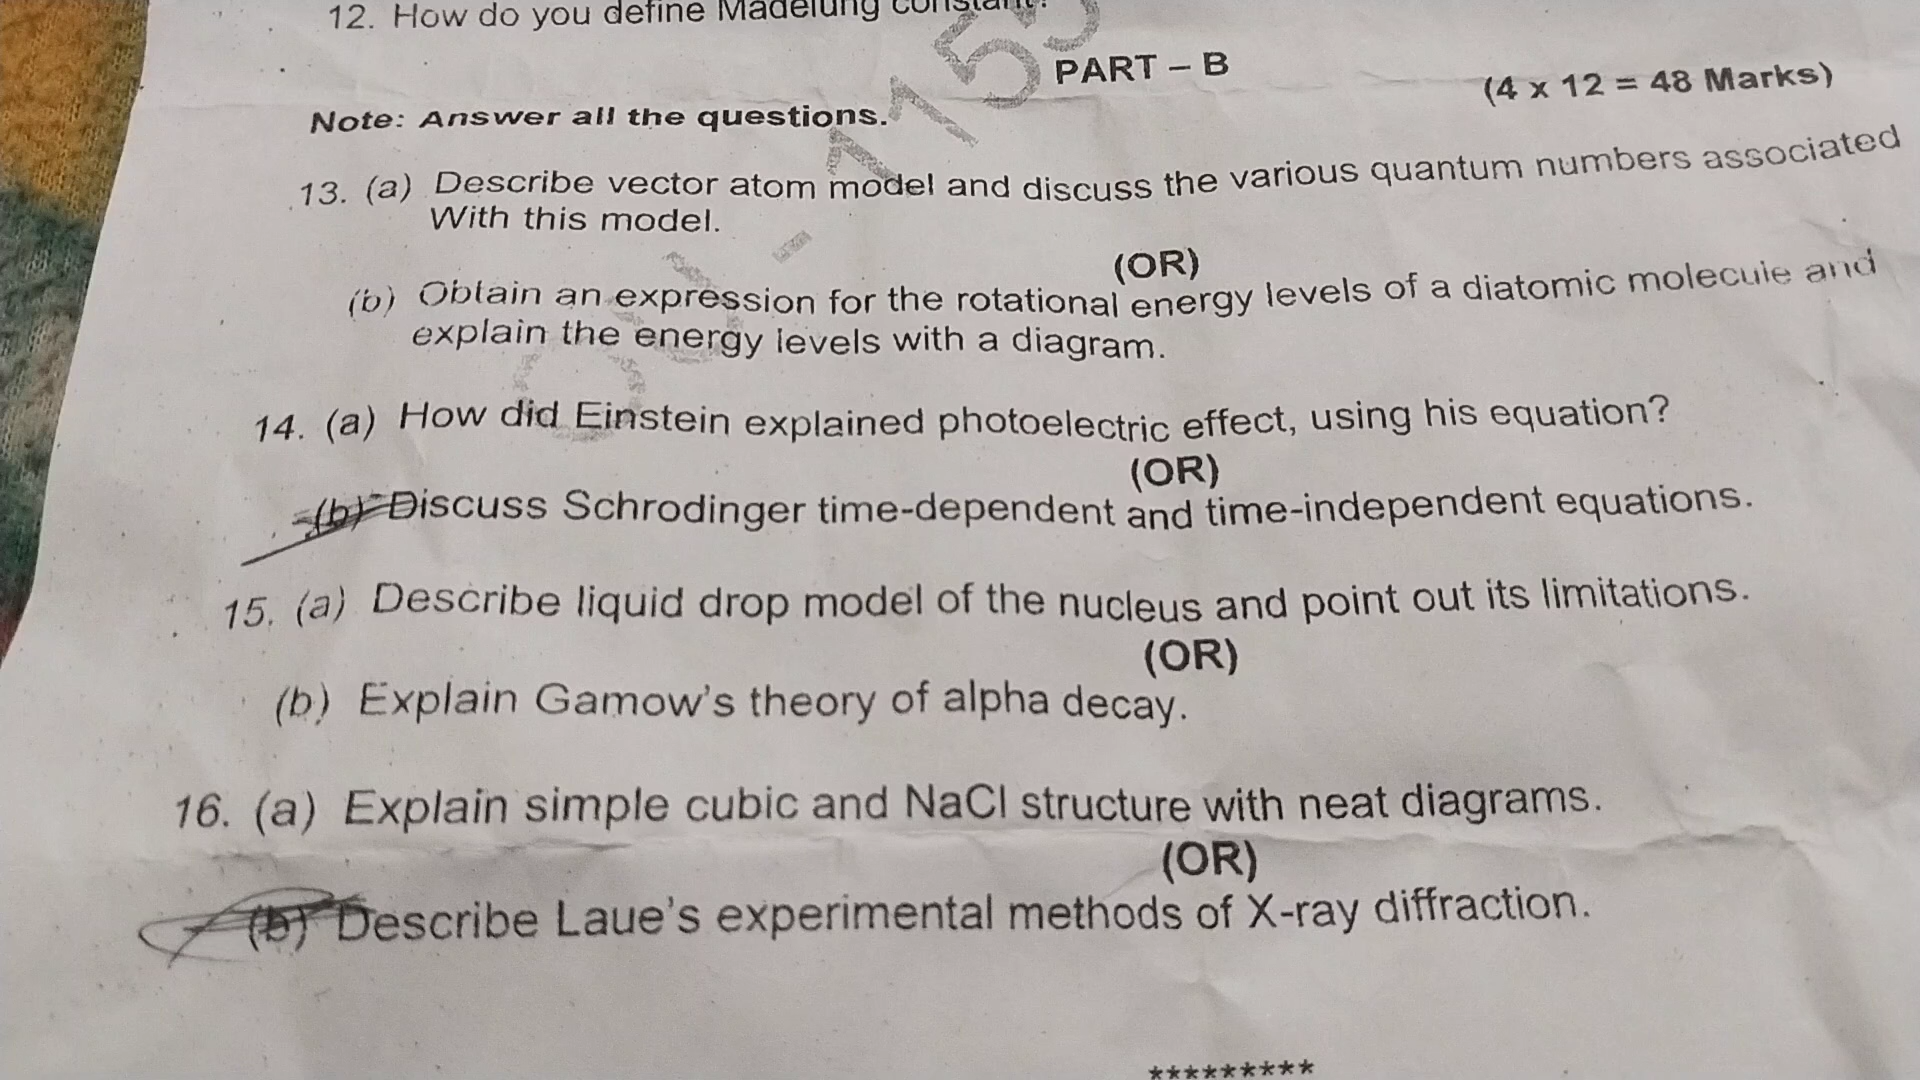 12. How do you define Madelung constant?
PART – B
(4 x 12 = 48 Marks)
Note: Answer all the questions.
13. (a) Describe vector atom model and discuss the various quantum numbers associated
With this model.
(OR)
(b) Obtain an expression for the rotational energy levels of a diatomic molecule and
explain the energy levels with a diagram.
14. (a) How did Einstein explained photoelectric effect, using his equation?
(OR)
(b) Discuss Schrodinger time-dependent and time-independent equations.
15. (a) Describe liquid drop model of the nucleus and point out its limitations.
(OR)
(b) Explain Gamow's theory of alpha decay.
16. (a) Explain simple cubic and NaCl structure with neat diagrams.
(OR)
(b) Describe Laue's experimental methods of X-ray diffraction.
*********